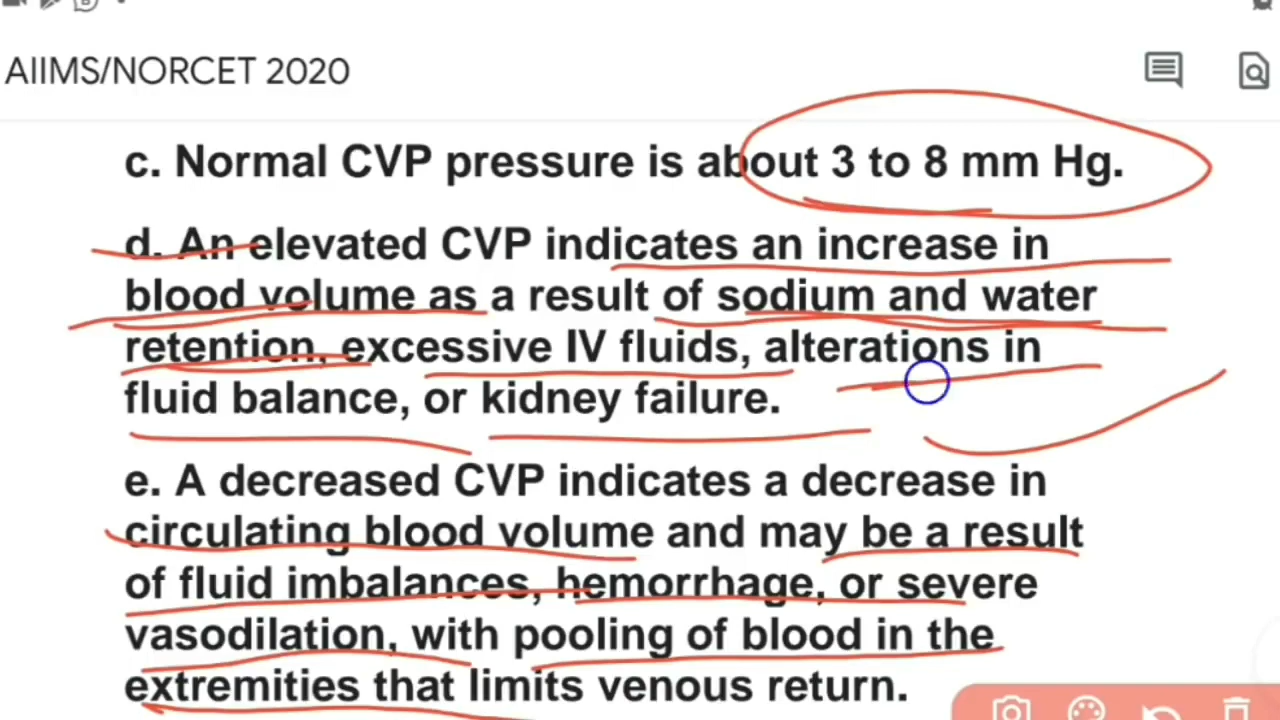 AIIMS/NORCET 2020
c. Normal CVP pressure is about 3 to 8 mm Hg.
d. An elevated CVP indicates an increase in
blood volume as a result of sodium and water
retention, excessive IV fluids, alterations in
fluid balance, or kidney failure.
e. A decreased CVP indicates a decrease in
circulating blood volume and may be a result
of fluid imbalances, hemorrhage, or severe
vasodilation, with pooling of blood in the
extremities that limits venous return.